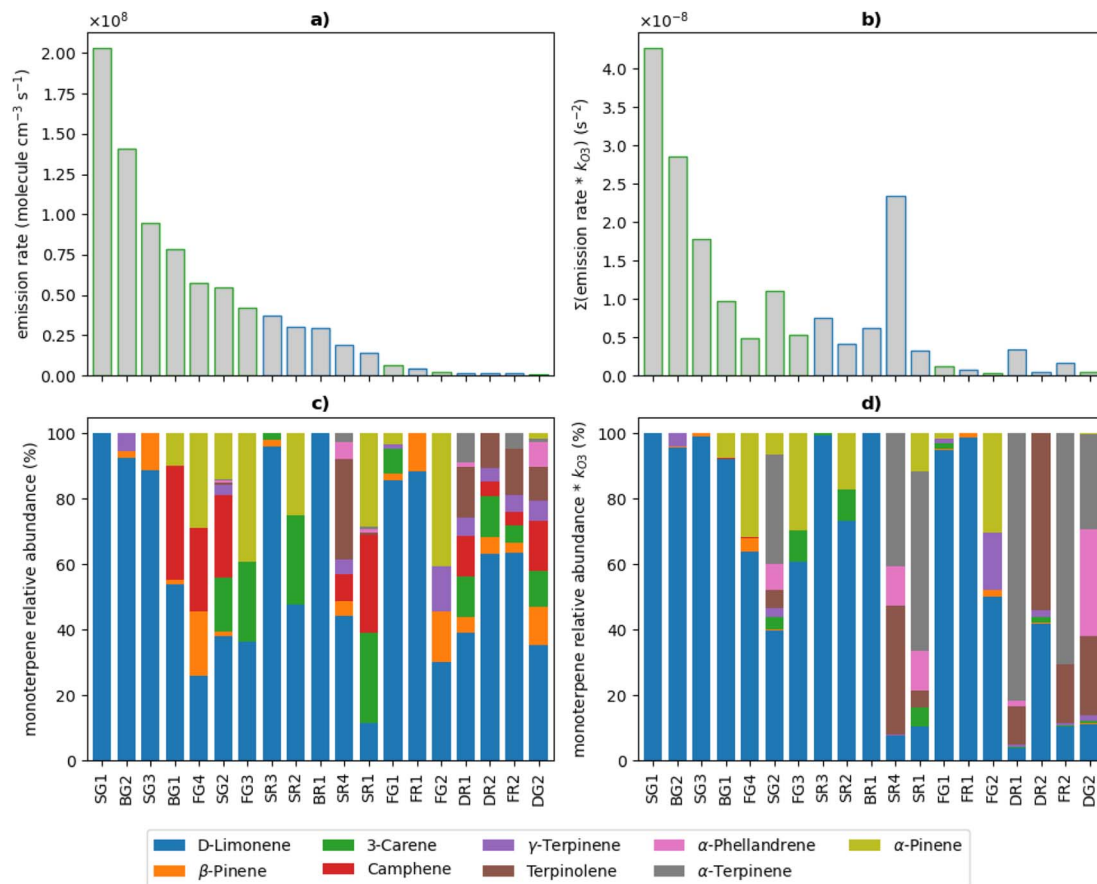 a)
×10⁸
emission rate (molecule cm⁻³ s⁻¹)
2.00
1.75
1.50
1.25
1.00
0.75
0.50
0.25
0.00
b)
×10⁻⁸
Σ(emission rate * k_{O3}) (s⁻²)
4.0
3.5
3.0
2.5
2.0
1.5
1.0
0.5
0.0
c)
monoterpene relative abundance (%)
100
80
60
40
20
0
SG1 BG2 SG3 BG1 FG4 SG2 FG3 SR3 SR2 BR1 SR4 SR1 FG1 FR1 FG2 DR1 DR2 FR2 DG2
d)
monoterpene relative abundance * k_{O3} (%)
100
80
60
40
20
0
SG1 BG2 SG3 BG1 FG4 SG2 FG3 SR3 SR2 BR1 SR4 SR1 FG1 FR1 FG2 DR1 DR2 FR2 DG2
D-Limonene 3-Carene γ-Terpinene α-Phellandrene α-Pinene
β-Pinene Camphene Terpinolene α-Terpinene